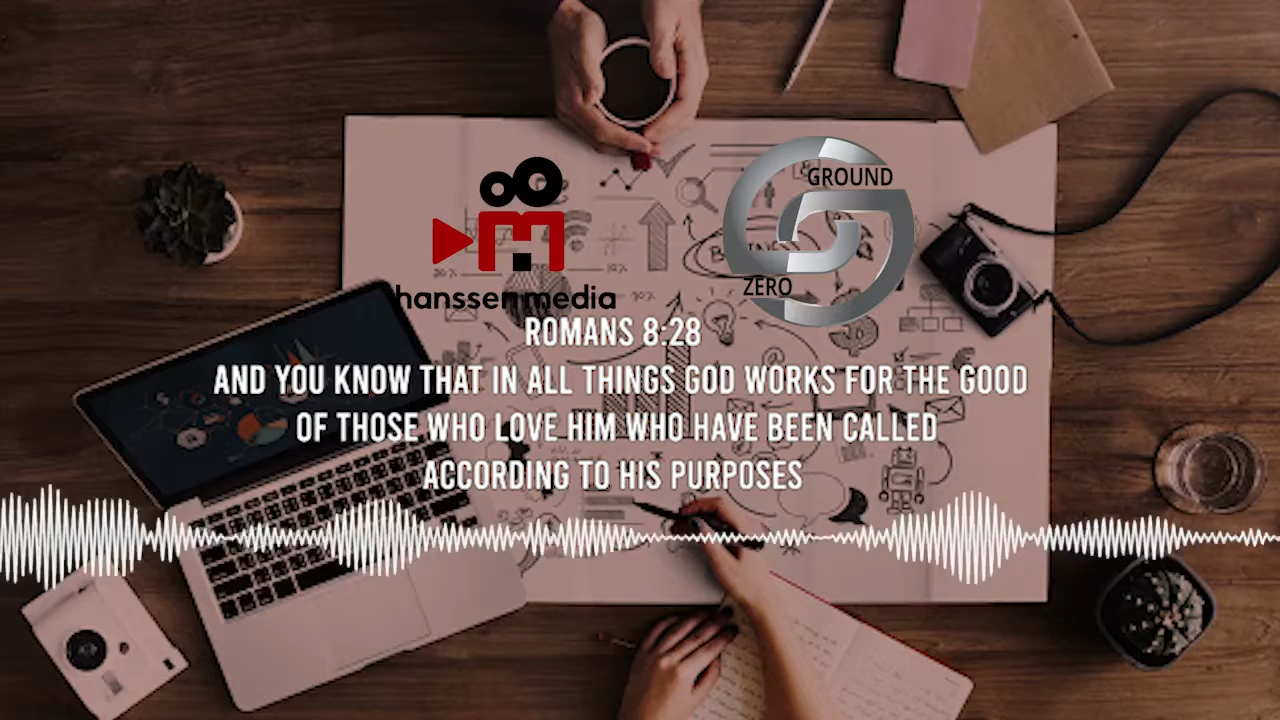 GROUND
ZERO
hanssenmedia
ROMANS 8:28
AND YOU KNOW THAT IN ALL THINGS GOD WORKS FOR THE GOOD
OF THOSE WHO LOVE HIM WHO HAVE BEEN CALLED
ACCORDING TO HIS PURPOSES